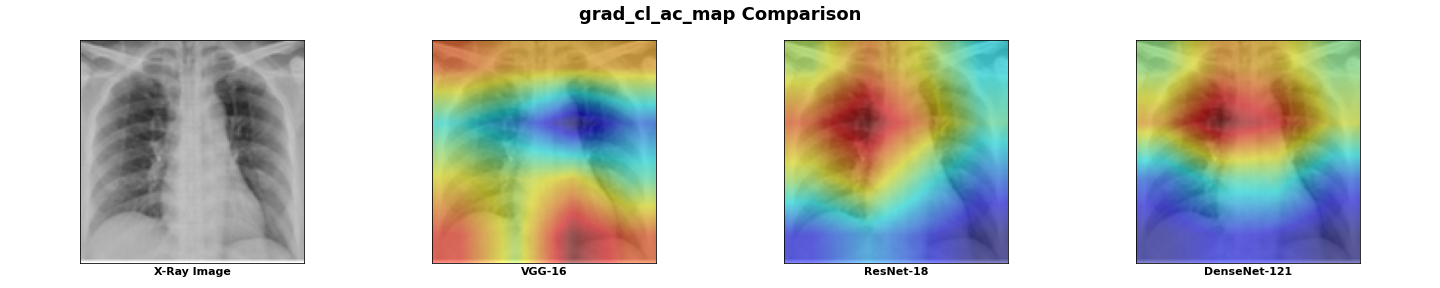 grad_cl_ac_map Comparison
X-Ray Image
VGG-16
ResNet-18
DenseNet-121